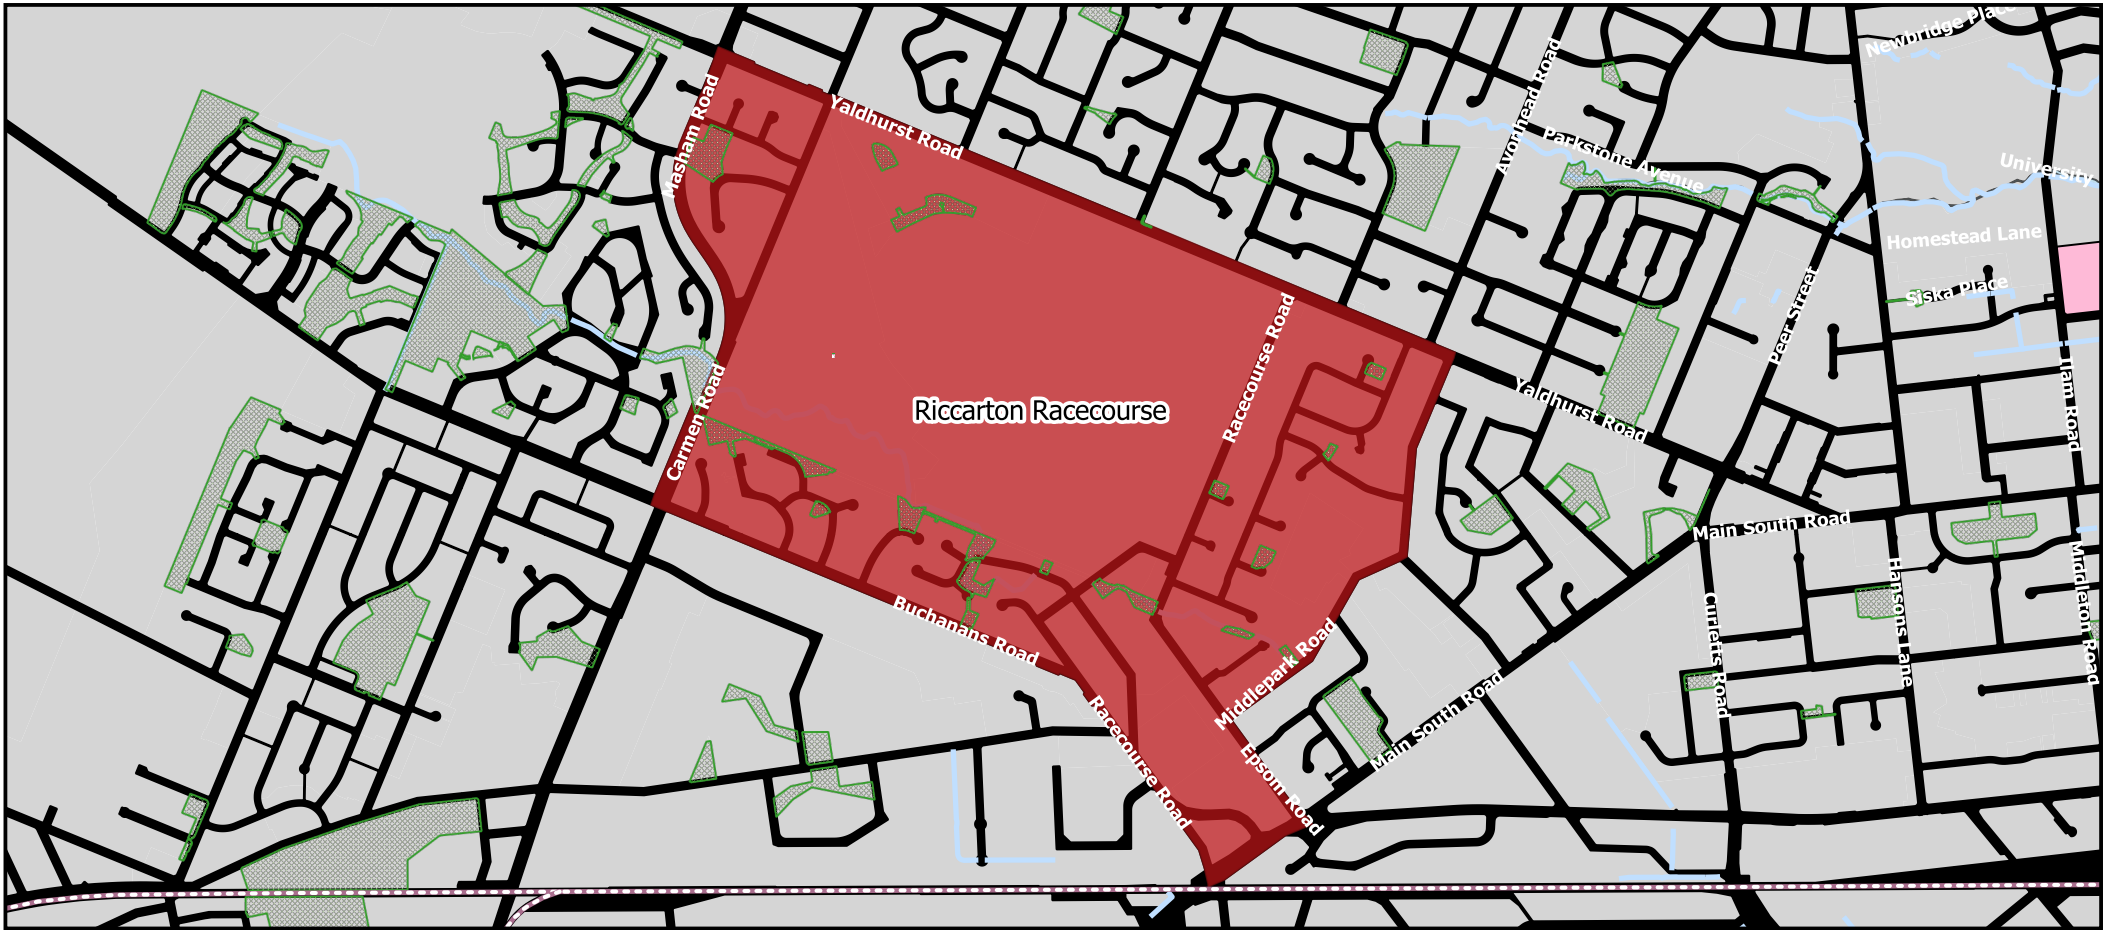 Newbridge Place
Masham Road
Yaldhurst Road
Avonhead Road
Parkstone Avenue
University
Homestead Lane
Siska Place
Peer Street
Racecourse Road
Ilam Road
Carmen Road
Riccarton Racecourse
Yaldhurst Road
Main South Road
Buchanans Road
Middlepark Road
Main South Road
Curletts Road
Hansons Lane
Middleton Road
Racecourse Road
Epsom Road